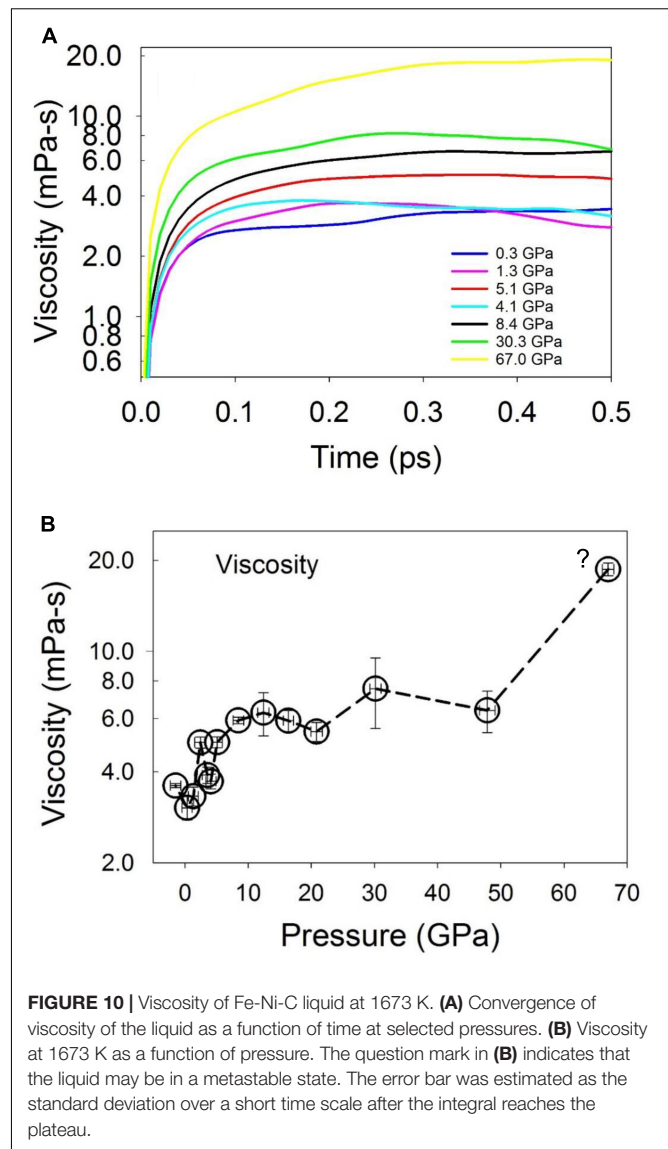 A
20.0
10.0
8.0
6.0
4.0
2.0
1.0
0.8
0.6
Viscosity (mPa-s)
0.3 GPa
1.3 GPa
5.1 GPa
4.1 GPa
8.4 GPa
30.3 GPa
67.0 GPa
0.0 0.1 0.2 0.3 0.4 0.5
Time (ps)
B
Viscosity
?
20.0
10.0
8.0
6.0
4.0
2.0
Viscosity (mPa-s)
0 10 20 30 40 50 60 70
Pressure (GPa)
FIGURE 10 | Viscosity of Fe-Ni-C liquid at 1673 K. (A) Convergence of
viscosity of the liquid as a function of time at selected pressures. (B) Viscosity
at 1673 K as a function of pressure. The question mark in (B) indicates that
the liquid may be in a metastable state. The error bar was estimated as the
standard deviation over a short time scale after the integral reaches the
plateau.